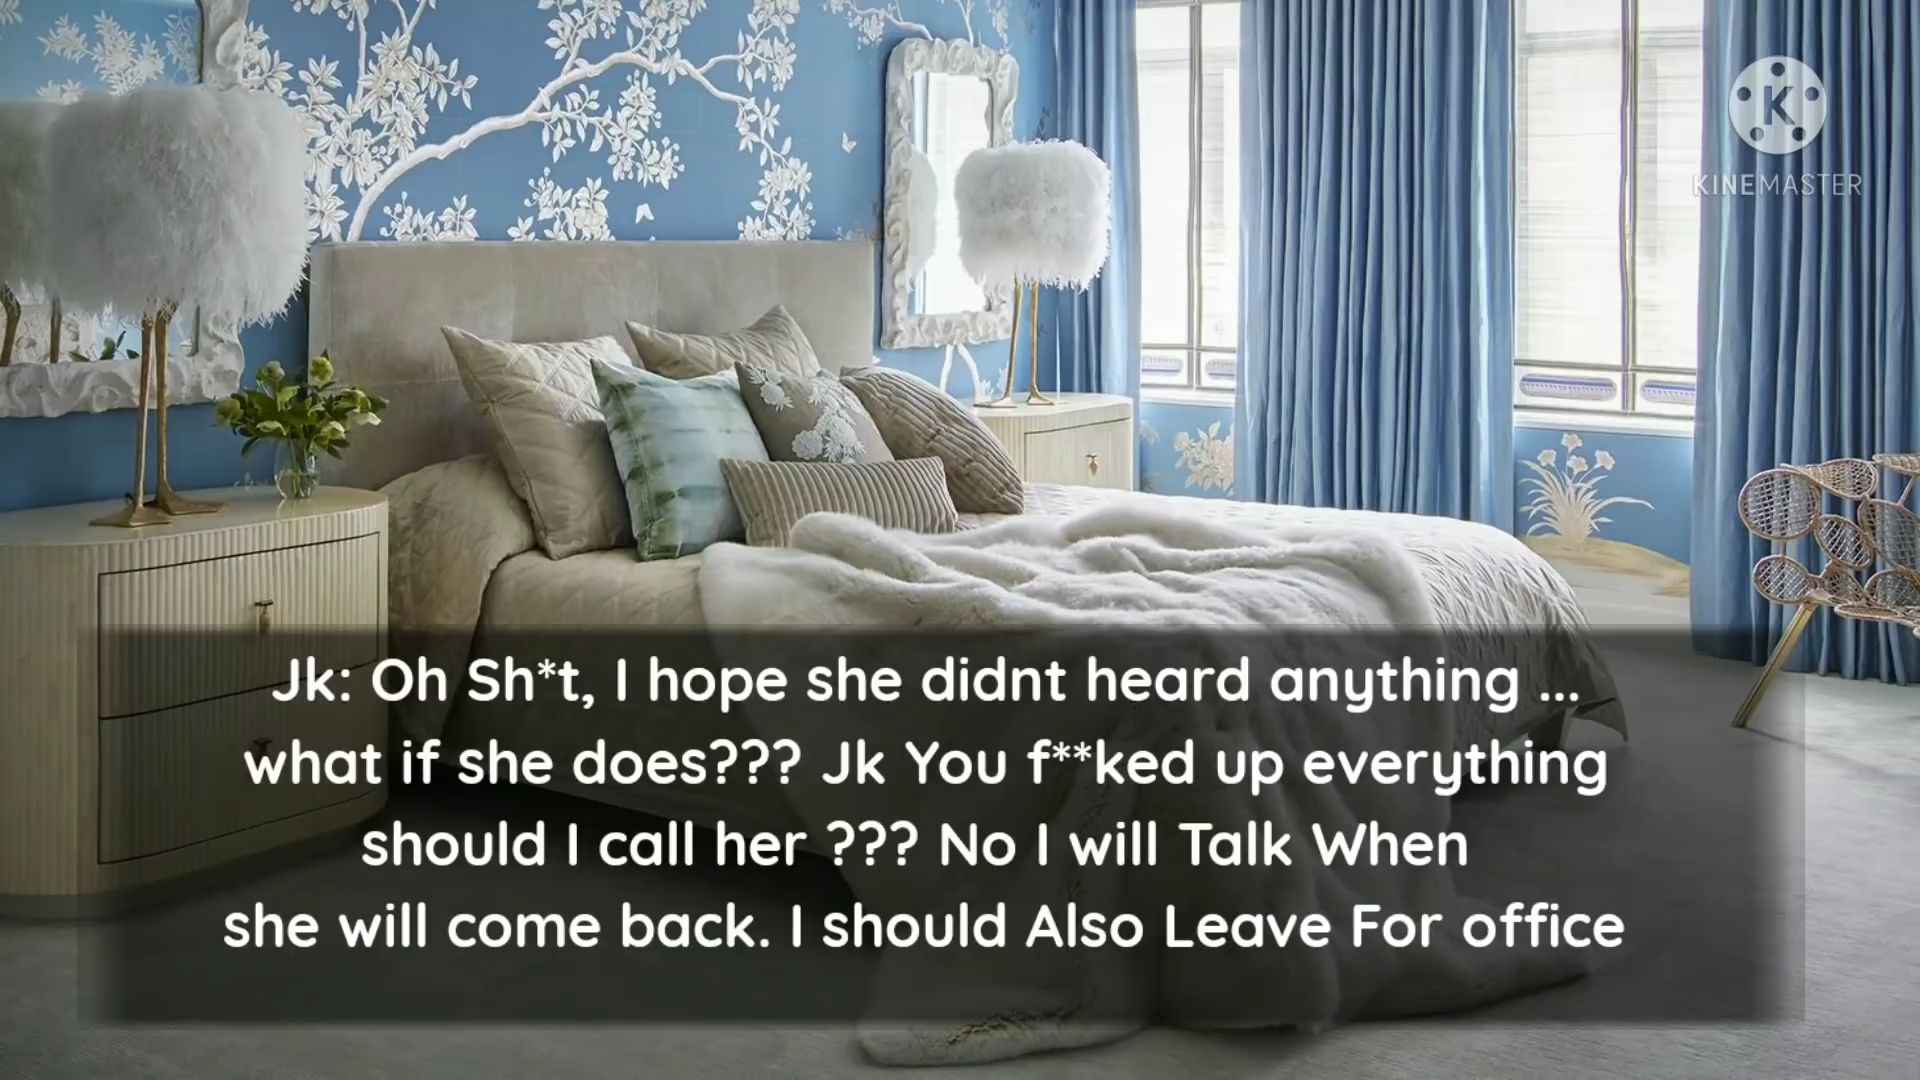 K
KINEMASTER
Jk: Oh Sh*t, I hope she didnt heard anything ...
what if she does??? Jk You f**ked up everything
should I call her ??? No I will Talk When
she will come back. I should Also Leave For office